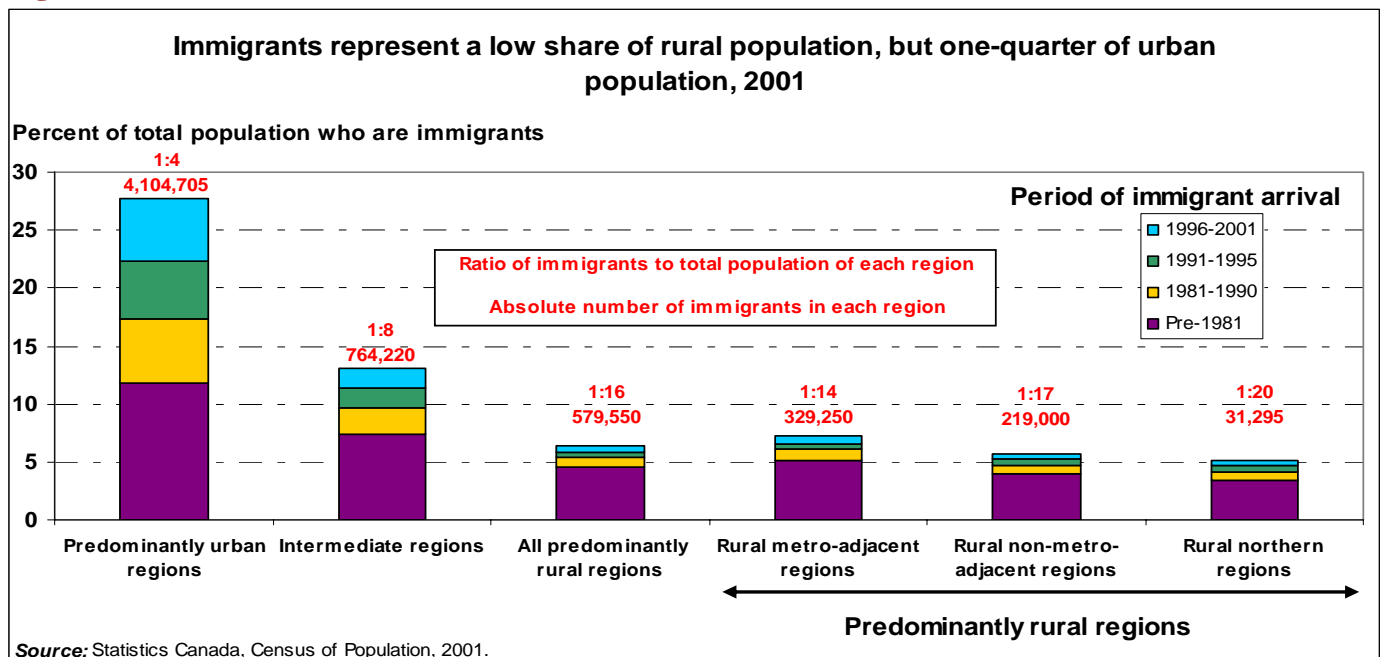 Immigrants represent a low share of rural population, but one-quarter of urban
population, 2001
Percent of total population who are immigrants
30
25
20
15
10
5
0
1:4
4,104,705
1:8
764,220
1:16
579,550
1:14
329,250
1:17
219,000
1:20
31,295
Ratio of immigrants to total population of each region
Absolute number of immigrants in each region
Period of immigrant arrival
1996-2001
1991-1995
1981-1990
Pre-1981
Predominantly urban
regions
Intermediate regions
All predominantly
rural regions
Rural metro-adjacent
regions
Rural non-metro-
adjacent regions
Rural northern
regions
Predominantly rural regions
Source: Statistics Canada, Census of Population, 2001.